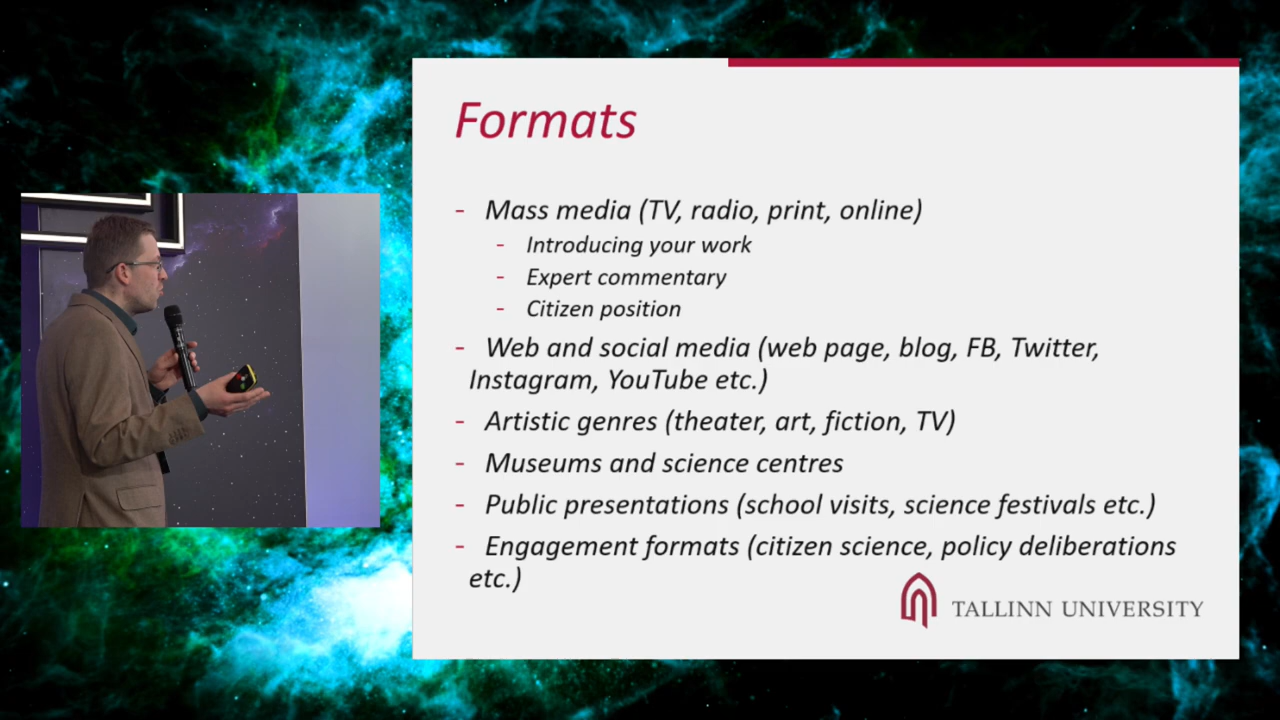 Formats
- Mass media (TV, radio, print, online)
- Introducing your work
- Expert commentary
- Citizen position
- Web and social media (web page, blog, FB, Twitter,
Instagram, YouTube etc.)
- Artistic genres (theater, art, fiction, TV)
- Museums and science centres
- Public presentations (school visits, science festivals etc.)
- Engagement formats (citizen science, policy deliberations
etc.)
TALLINN UNIVERSITY